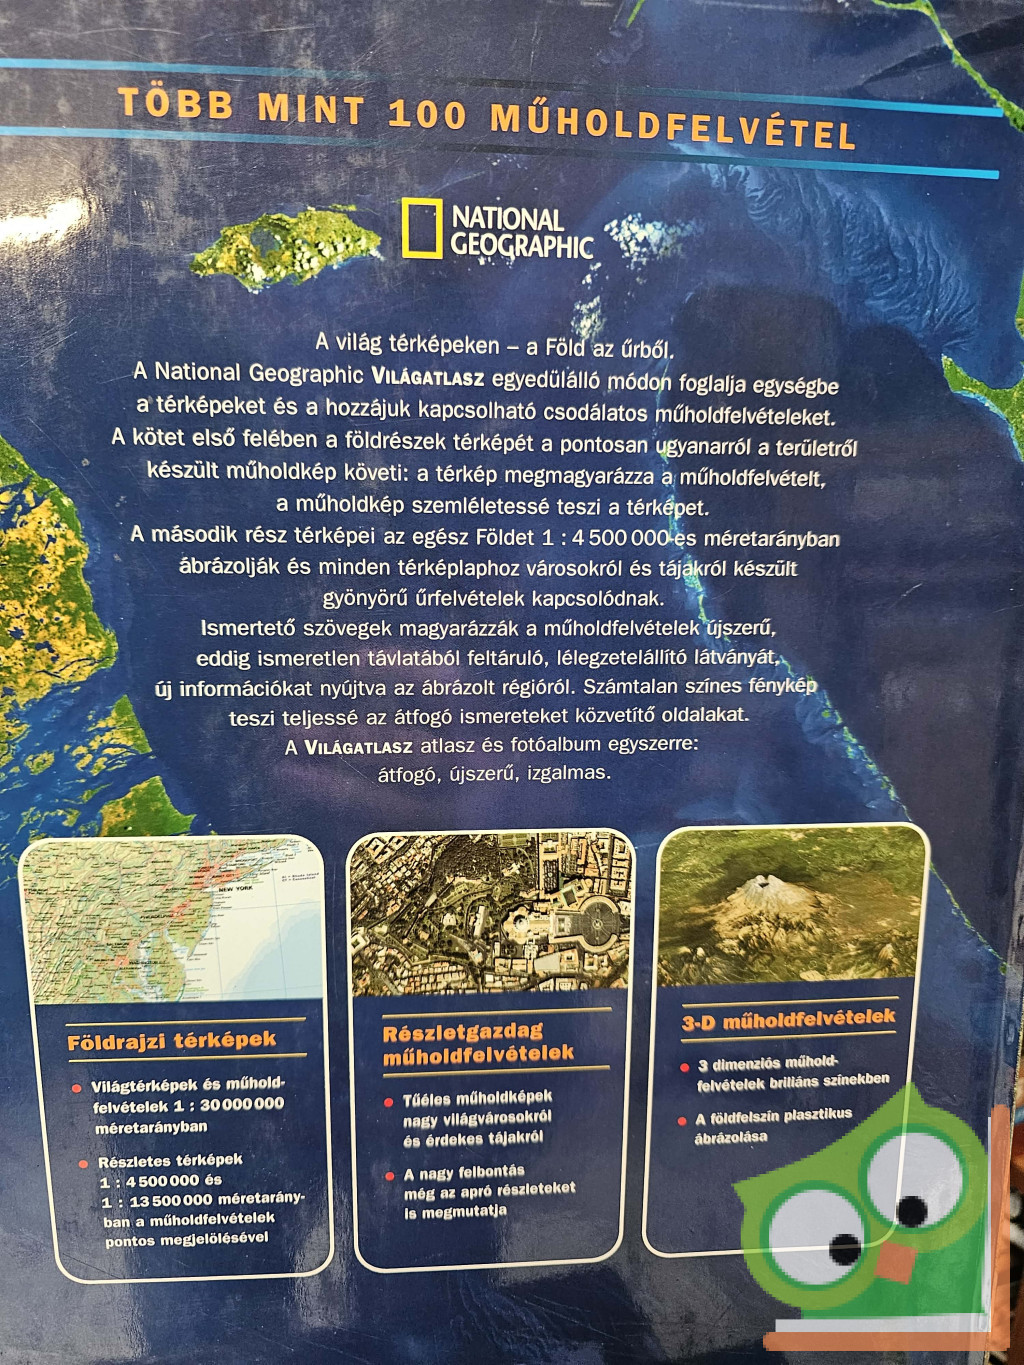 TÖBB MINT 100 MŰHOLDFELVÉTEL
NATIONAL
GEOGRAPHIC
A világ térképeken – a Föld az űrből.
A National Geographic VILÁGATLASZ egyedülálló módon foglalja egységbe
a térképeket és a hozzájuk kapcsolható csodálatos műholdfelvételeket.
A kötet első felében a földrészek térképét a pontosan ugyanarról a területről
készült műholdkép követi: a térkép megmagyarázza a műholdfelvételt,
a műholdkép szemléletessé teszi a térképet.
A második rész térképei az egész Földet 1 : 4 500 000-es méretarányban
ábrázolják és minden térképlaphoz városokról és tájakról készült
gyönyörű űrfelvételek kapcsolódnak.
Ismertető szövegek magyarázzák a műholdfelvételek újszerű,
eddig ismeretlen távlatából feltáruló, lélegzetelállító látványát,
új információkat nyújtva az ábrázolt régióról. Számtalan színes fénykép
teszi teljessé az átfogó ismereteket közvetítő oldalakat.
A VILÁGATLASZ atlasz és fotóalbum egyszerre:
átfogó, újszerű, izgalmas.
NEW YORK
PHILADELPHIA
Földrajzi térképek
Világtérképek és műhold-
felvételek 1 : 30 000 000
méretarányban
Részletes térképek
1 : 4 500 000 és
1 : 13 500 000 méretarány-
ban a műholdfelvételek
pontos megjelölésével
Részletgazdag
műholdfelvételek
Tűéles műholdképek
nagy világvárosokról
és érdekes tájakról
A nagy felbontás
még az apró részleteket
is megmutatja
3-D műholdfelvételek
3 dimenziós műhold-
felvételek briliáns színekben
A földfelszín plasztikus
ábrázolása